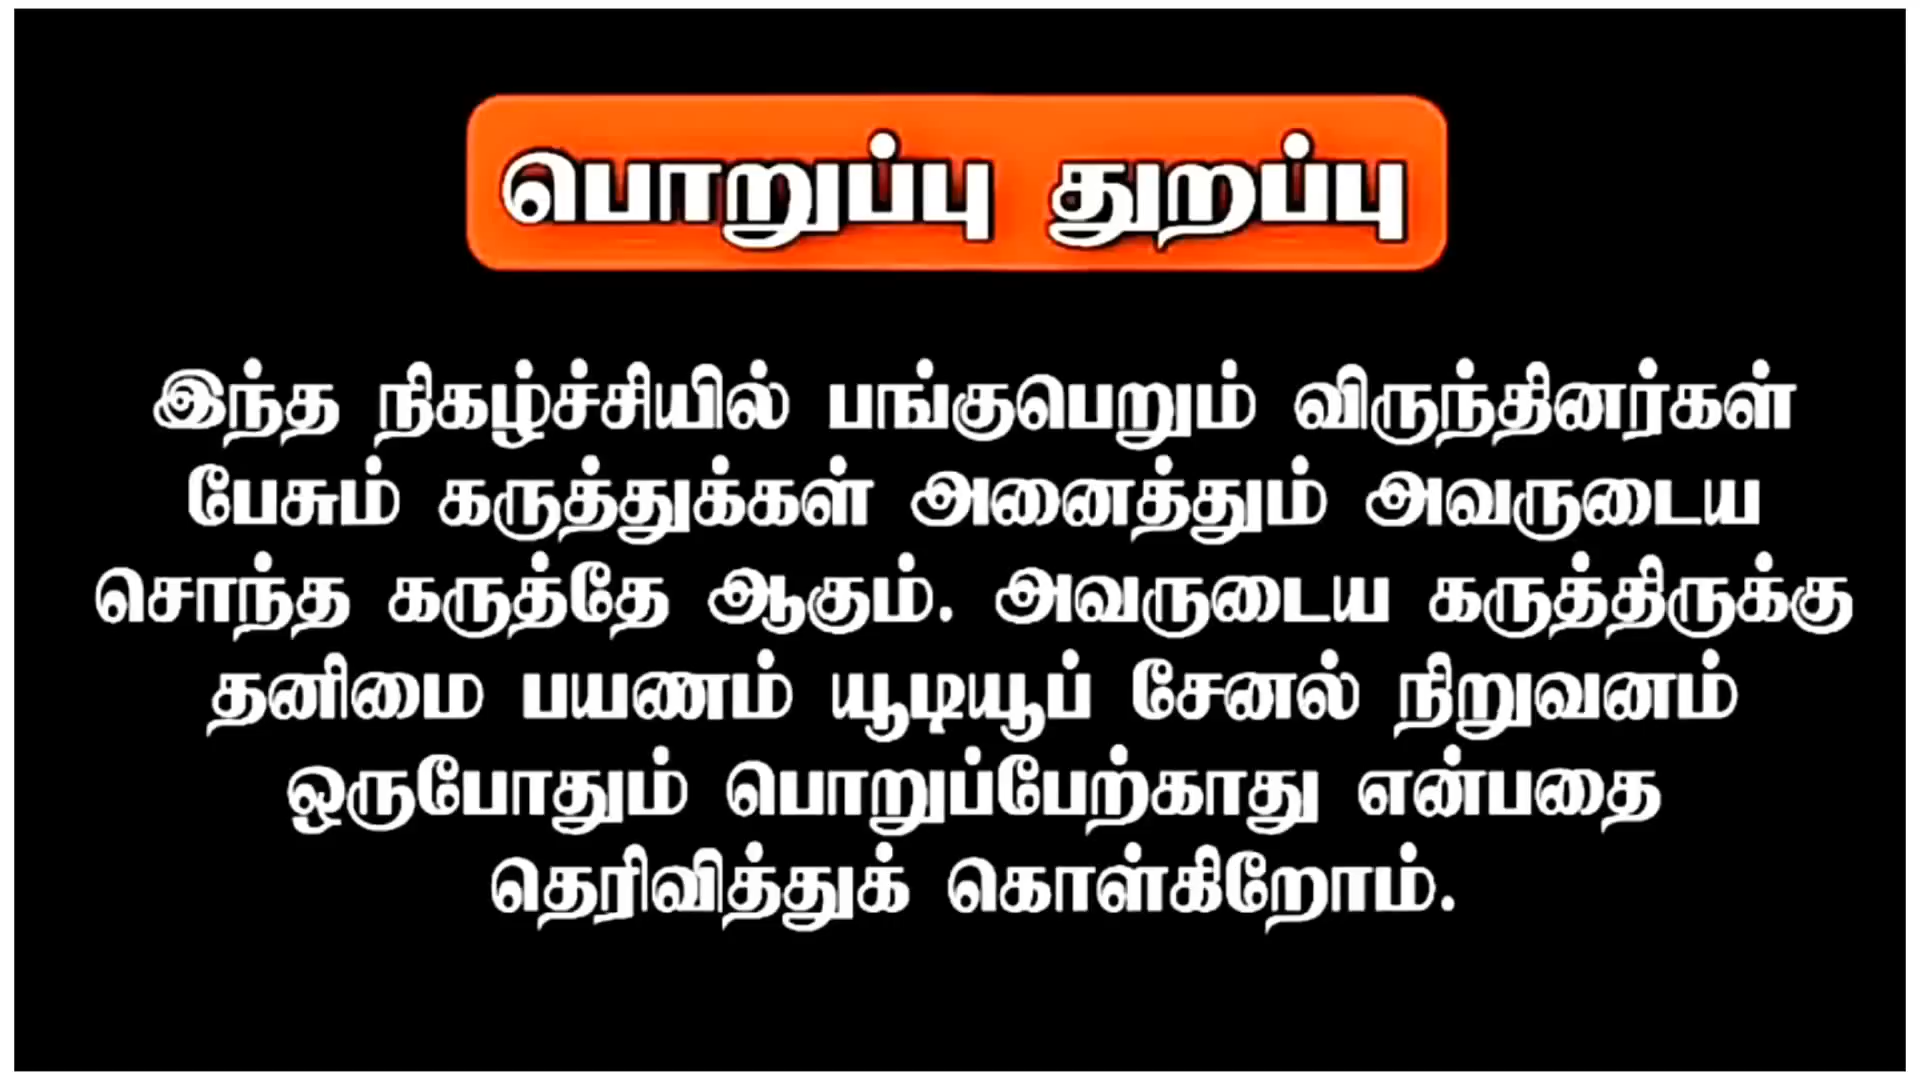 பொறுப்பு துறப்பு
இந்த நிகழ்ச்சியில் பங்குபெறும் விருந்தினர்கள்
பேசும் கருத்துக்கள் அனைத்தும் அவருடைய
சொந்த கருத்தே ஆகும். அவருடைய கருத்திருக்கு
தனிமை பயணம் யூடியூப் சேனல் நிறுவனம்
ஒருபோதும் பொறுப்பேற்காது என்பதை
தெரிவித்துக் கொள்கிறோம்.